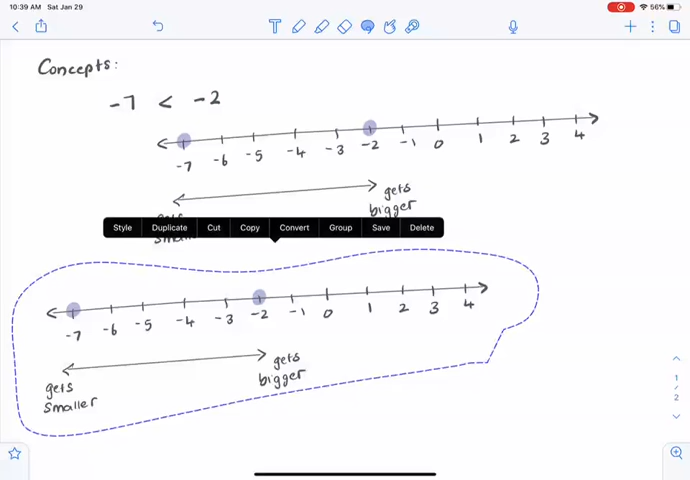 10:39 AM Sat Jan 29
56%
T
Concepts:
-7 < -2
-7 -6 -5 -4 -3 -2 -1 0 1 2 3 4
gets
bigger
Style Duplicate Cut Copy Convert Group Save Delete
-7 -6 -5 -4 -3 -2 -1 0 1 2 3 4
gets
bigger
gets
smaller
1
/
2